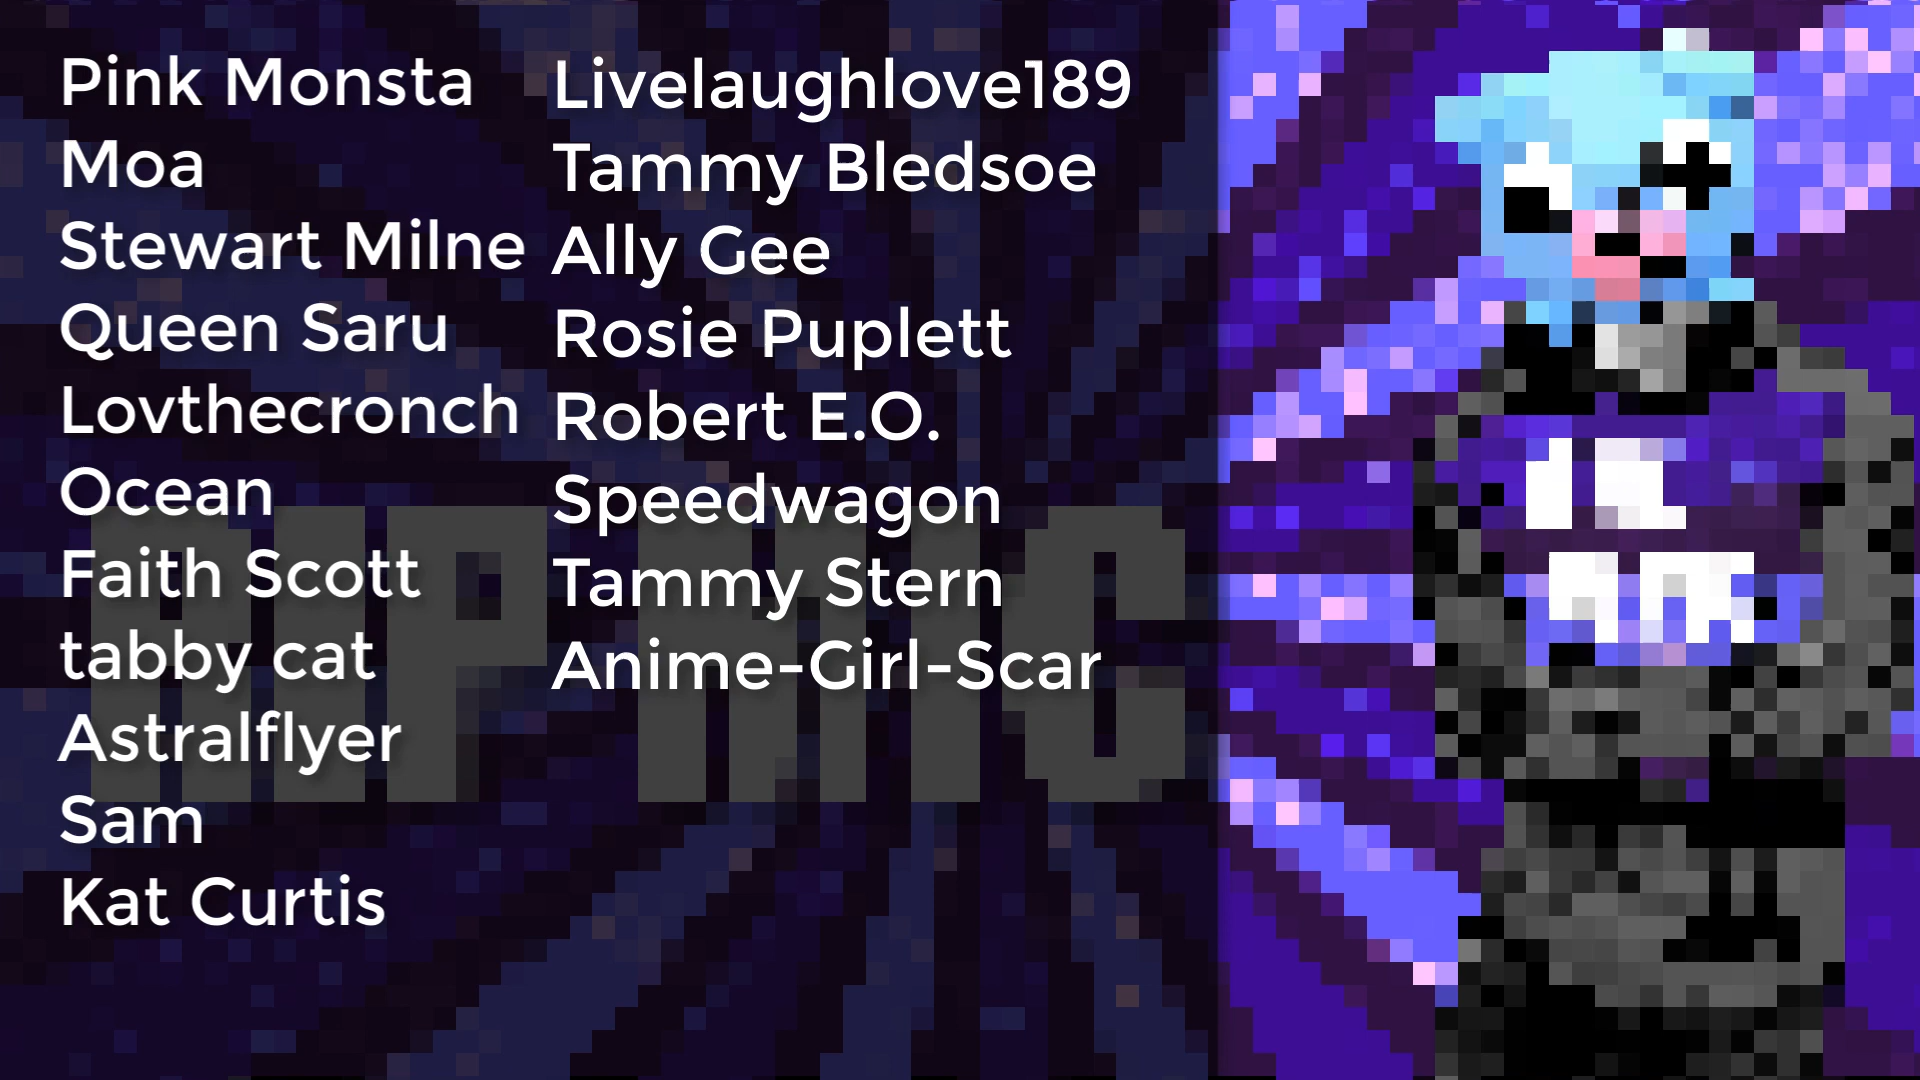 Pink Monsta
Moa
Stewart Milne
Queen Saru
Lovthecronch
Ocean
Faith Scott
tabby cat
Astralflyer
Sam
Kat Curtis
Livelaughlove189
Tammy Bledsoe
Ally Gee
Rosie Puplett
Robert E.O.
Speedwagon
Tammy Stern
Anime-Girl-Scar